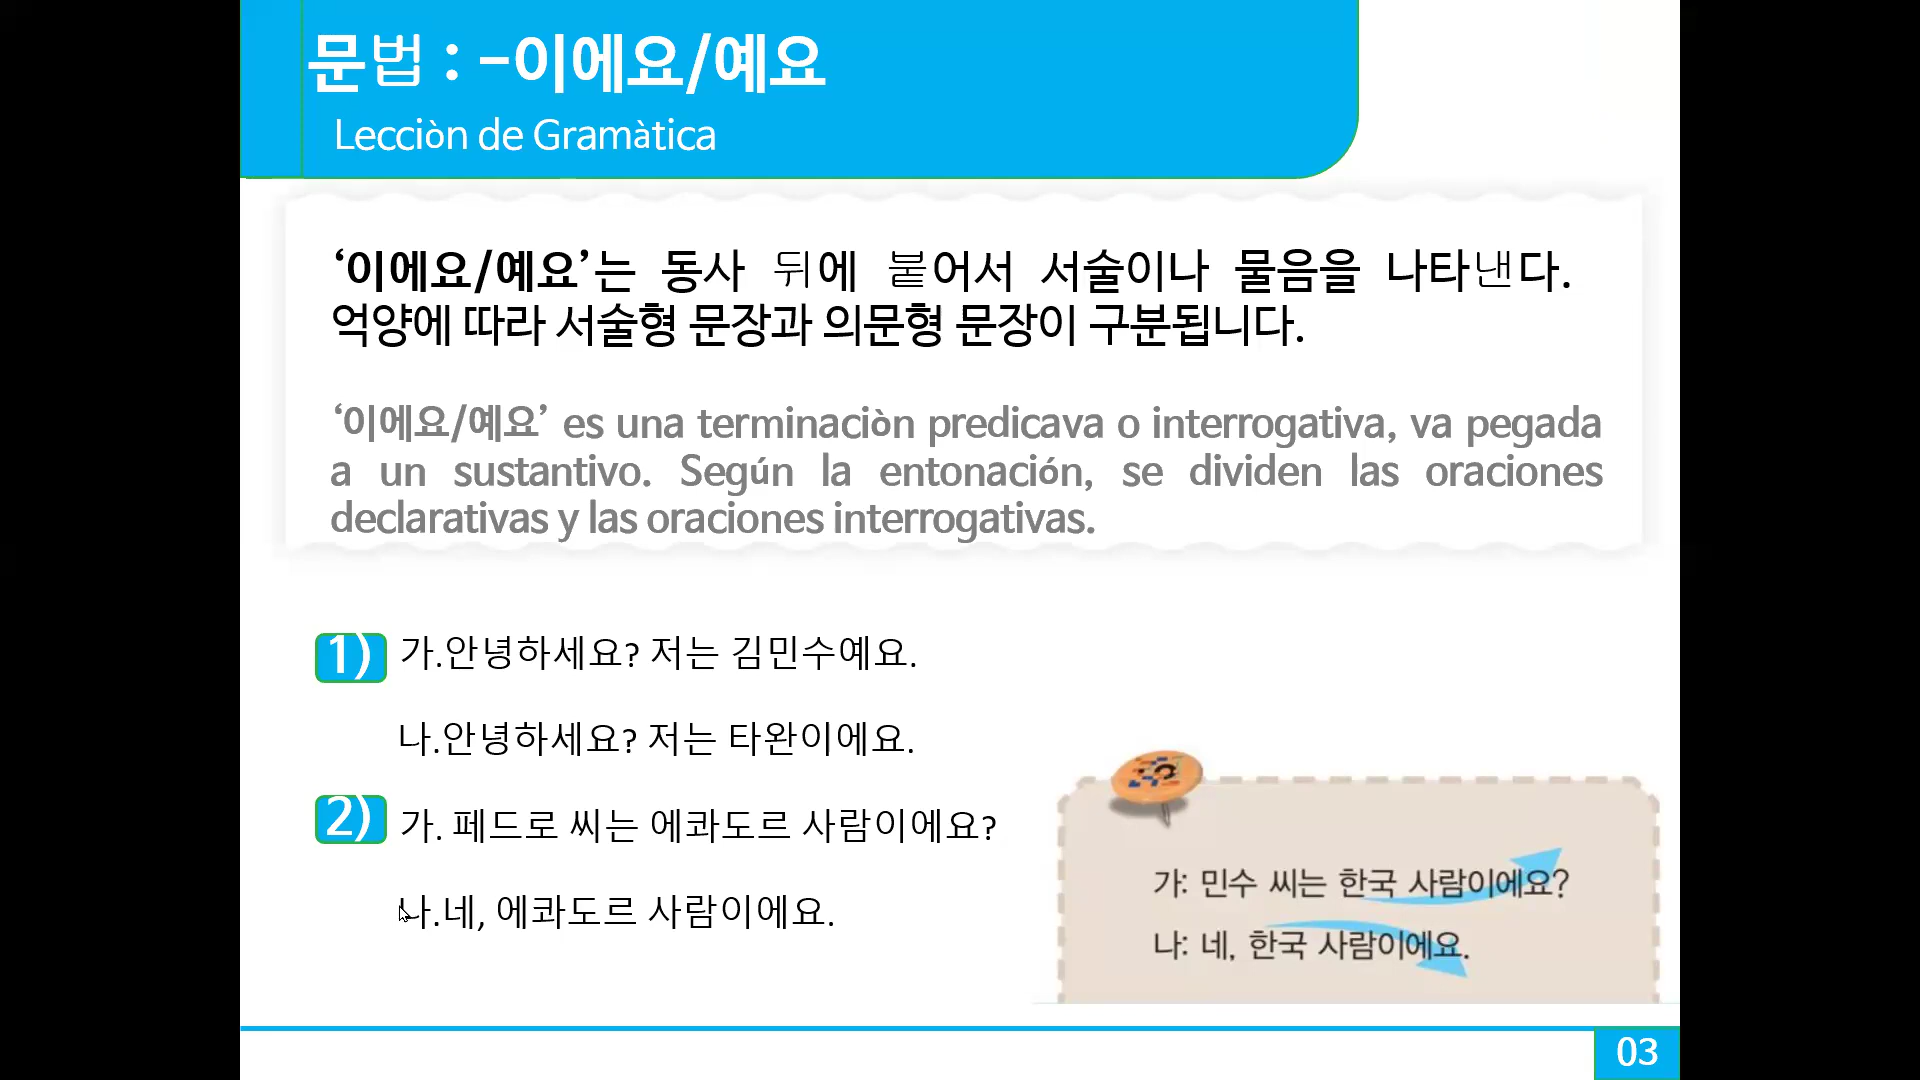 문법 : -이에요/예요
Lecciòn de Gramàtica
‘이에요/예요’는 동사 뒤에 붙어서 서술이나 물음을 나타낸다.
억양에 따라 서술형 문장과 의문형 문장이 구분됩니다.
‘이에요/예요’ es una terminaciòn predicava o interrogativa, va pegada
a un sustantivo. Según la entonación, se dividen las oraciones
declarativas y las oraciones interrogativas.
1) 가.안녕하세요? 저는 김민수예요.
나.안녕하세요? 저는 타완이에요.
2) 가. 페드로 씨는 에콰도르 사람이에요?
나.네, 에콰도르 사람이에요.
가: 민수 씨는 한국 사람이에요?
나: 네, 한국 사람이에요.
03